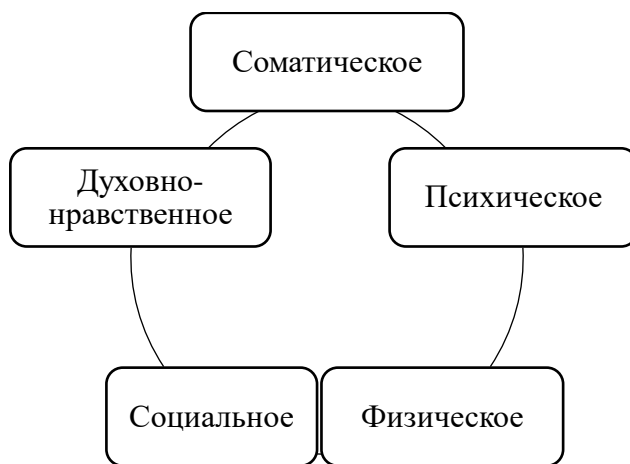 Соматическое
Духовно-
нравственное
Психическое
Социальное
Физическое